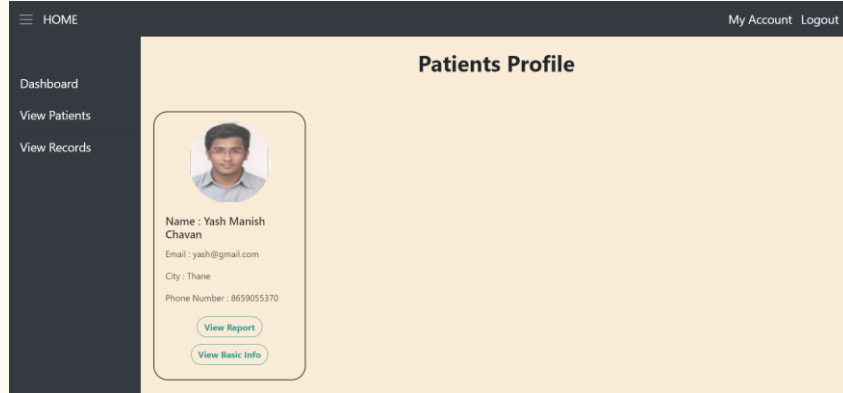 HOME
My Account Logout
Dashboard
View Patients
View Records
Patients Profile
Name : Yash Manish
Chavan
Email : yash@gmail.com
City : Thane
Phone Number : 8659055370
View Report
View Basic Info